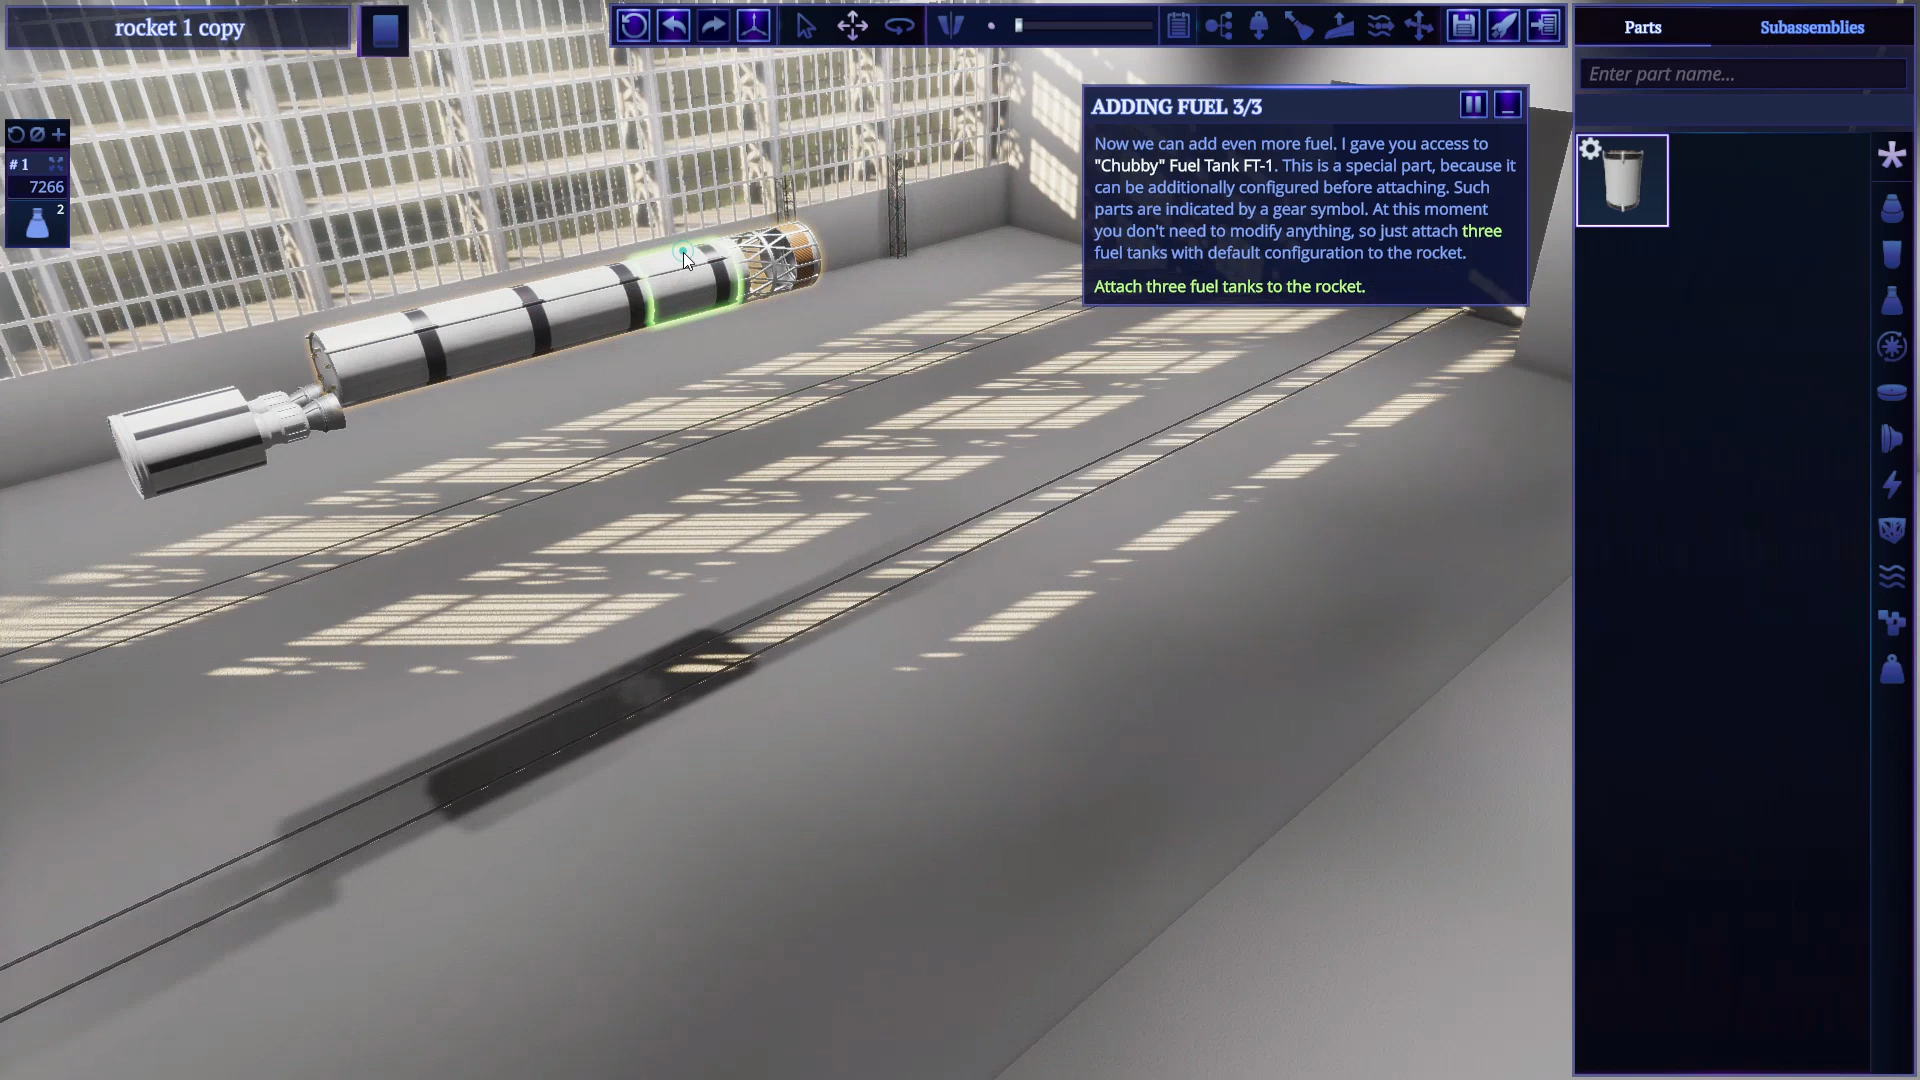 rocket 1 copy
Parts
Subassemblies
Enter part name...
ADDING FUEL 3/3
Now we can add even more fuel. I gave you access to
"Chubby" Fuel Tank FT-1. This is a special part, because it
can be additionally configured before attaching. Such
parts are indicated by a gear symbol. At this moment
you don't need to modify anything, so just attach three
fuel tanks with default configuration to the rocket.
Attach three fuel tanks to the rocket.
# 1
7266
2